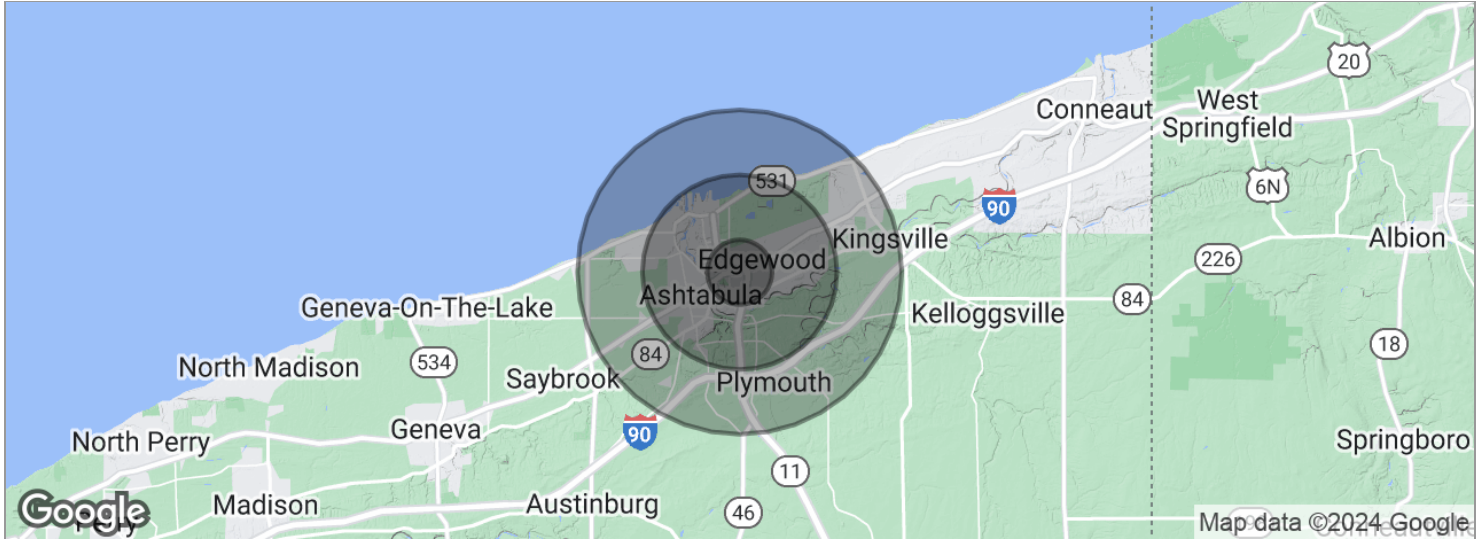 20
Conneaut
West
Springfield
531
6N
90
Kingsville
Albion
Edgewood
226
Ashtabula
84
Geneva-On-The-Lake
Kelloggsville
18
84
534
North Madison
Saybrook
Plymouth
Geneva
90
North Perry
Springboro
11
Madison
Austinburg
46
Google
Perry
Map data ©2024 Google